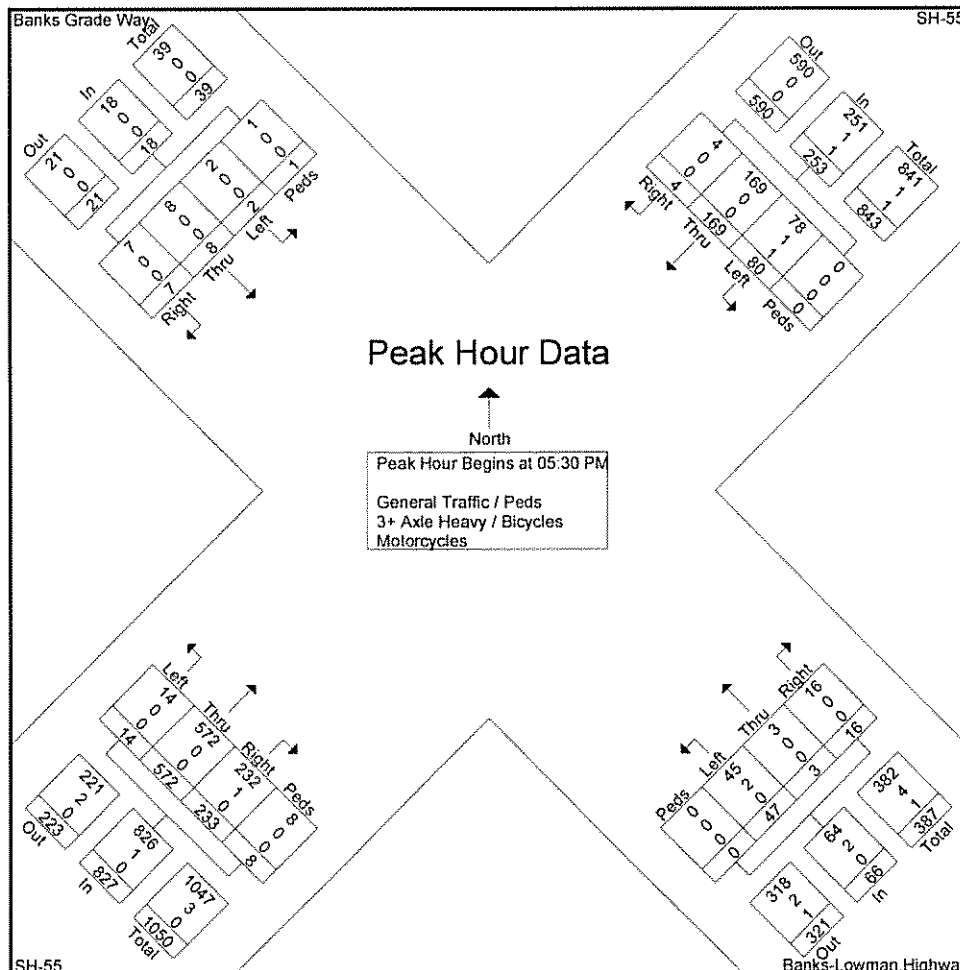 Banks Grade Way
SH-55
Out
In
Total
21
0
0
21
18
0
0
18
39
0
0
39
7
0
0
7
8
0
0
8
2
0
0
2
1
0
0
1
Right
Thru
Left
Peds
Out
In
Total
590
0
0
590
251
1
1
253
841
1
1
843
4
0
0
4
169
0
0
169
78
1
1
80
0
0
0
0
Right
Thru
Left
Peds
Peak Hour Data
North
Peak Hour Begins at 05:30 PM
General Traffic / Peds
3+ Axle Heavy / Bicycles
Motorcycles
Left
Thru
Right
Peds
14
0
0
14
572
0
0
572
232
1
0
233
8
0
0
8
221
2
0
223
826
1
0
827
1047
3
0
1050
Out
In
Total
Peds
Left
Thru
Right
0
0
0
0
45
2
0
47
3
0
0
3
16
0
0
16
318
2
1
321
64
2
0
66
382
4
1
387
Out
In
Total
SH-55
Banks-Lowman Highway